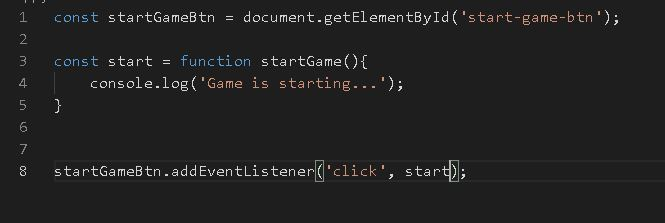 1 const startGameBtn = document.getElementById('start-game-btn');
2
3 const start = function startGame(){
4 console.log('Game is starting...');
5 }
6
7
8 startGameBtn.addEventListener('click', start);